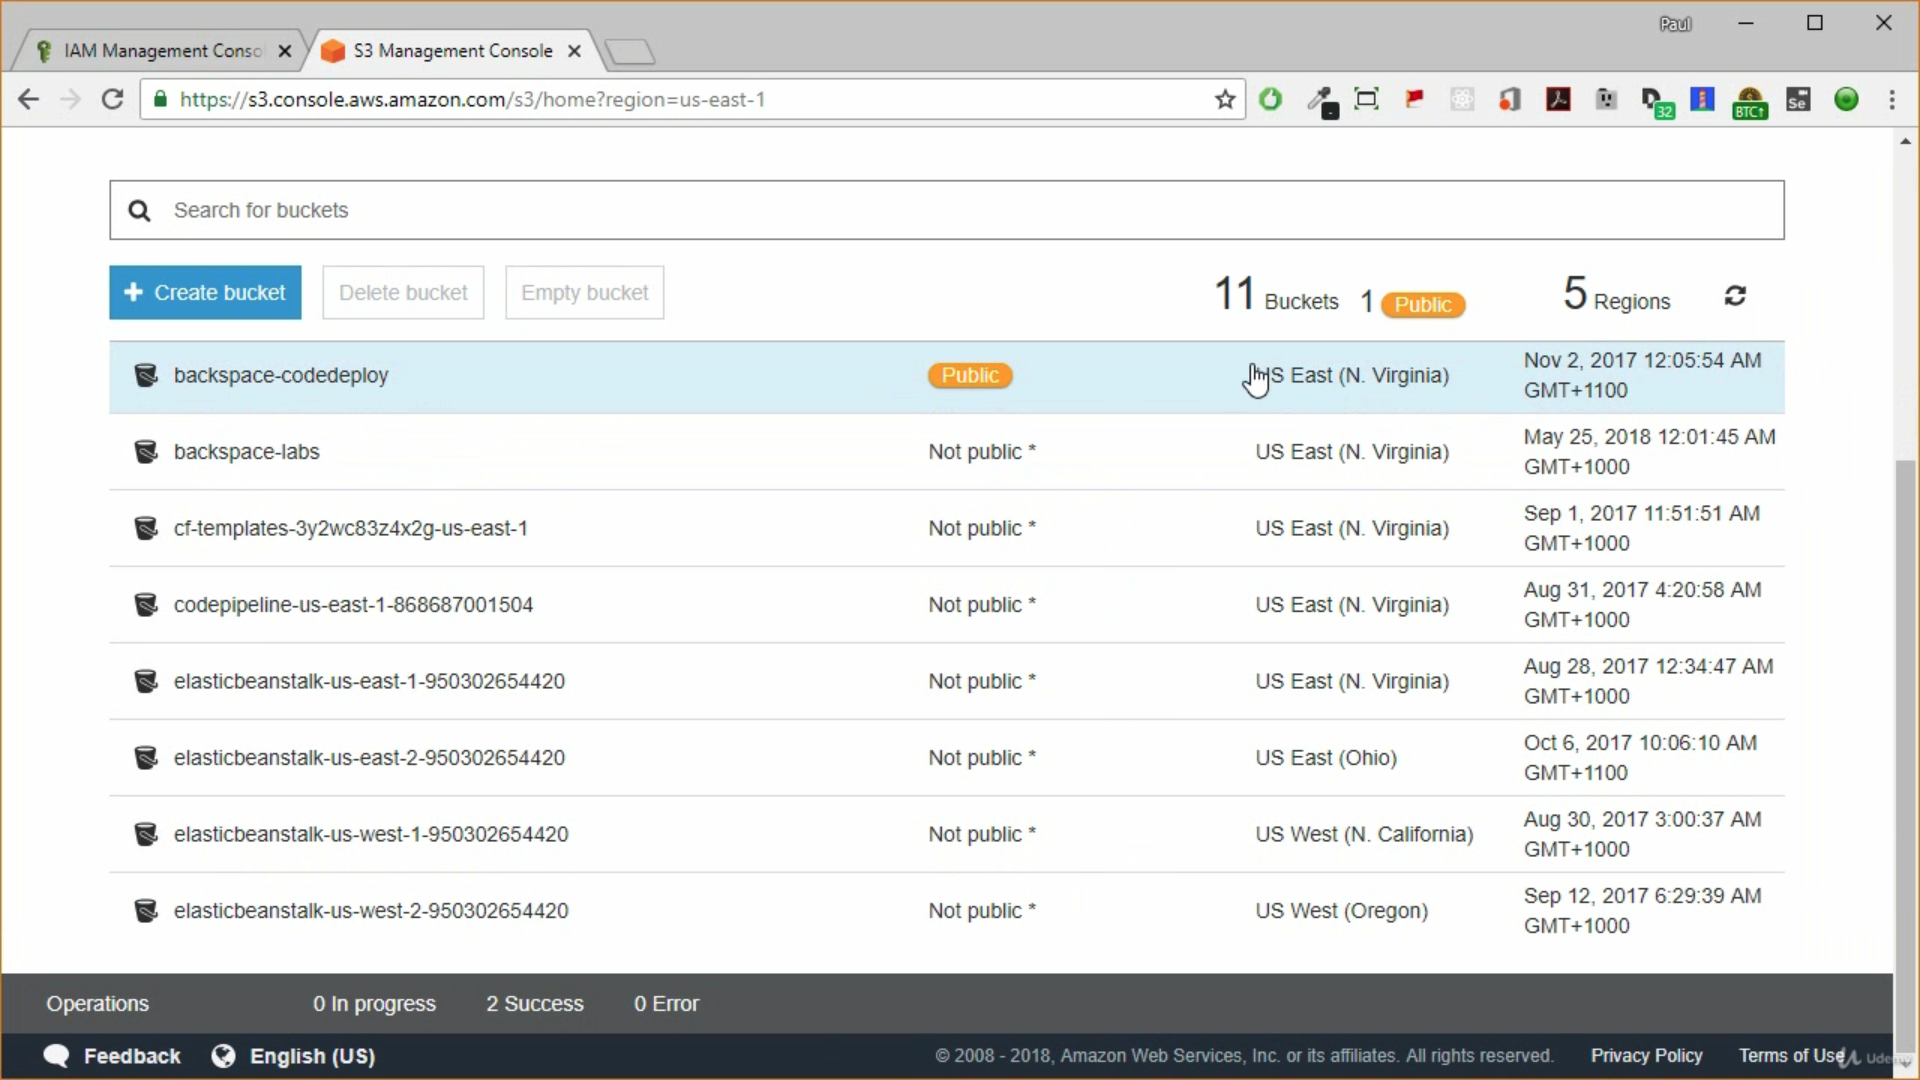 Paul
IAM Management Conso
S3 Management Console
https://s3.console.aws.amazon.com/s3/home?region=us-east-1
32
BTC↑
Se
Search for buckets
+ Create bucket
Delete bucket
Empty bucket
11 Buckets 1 Public
5 Regions
backspace-codedeploy
Public
US East (N. Virginia)
Nov 2, 2017 12:05:54 AM
GMT+1100
backspace-labs
Not public *
US East (N. Virginia)
May 25, 2018 12:01:45 AM
GMT+1000
cf-templates-3y2wc83z4x2g-us-east-1
Not public *
US East (N. Virginia)
Sep 1, 2017 11:51:51 AM
GMT+1000
codepipeline-us-east-1-868687001504
Not public *
US East (N. Virginia)
Aug 31, 2017 4:20:58 AM
GMT+1000
elasticbeanstalk-us-east-1-950302654420
Not public *
US East (N. Virginia)
Aug 28, 2017 12:34:47 AM
GMT+1000
elasticbeanstalk-us-east-2-950302654420
Not public *
US East (Ohio)
Oct 6, 2017 10:06:10 AM
GMT+1100
elasticbeanstalk-us-west-1-950302654420
Not public *
US West (N. California)
Aug 30, 2017 3:00:37 AM
GMT+1000
elasticbeanstalk-us-west-2-950302654420
Not public *
US West (Oregon)
Sep 12, 2017 6:29:39 AM
GMT+1000
Operations
0 In progress
2 Success
0 Error
Feedback
English (US)
© 2008 - 2018, Amazon Web Services, Inc. or its affiliates. All rights reserved.
Privacy Policy
Terms of Use